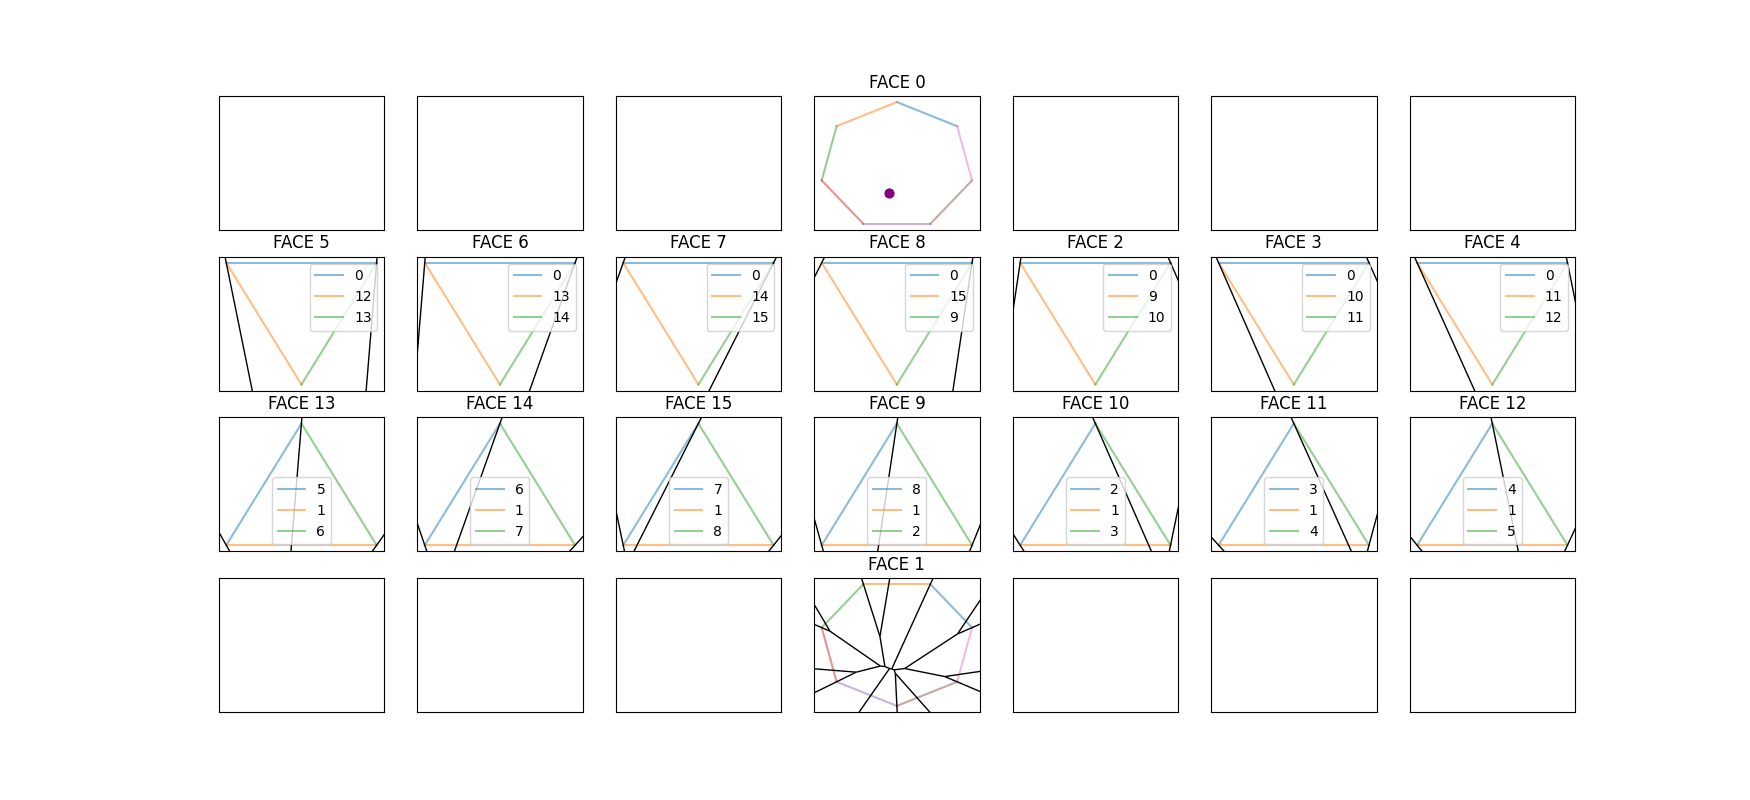 FACE 0
FACE 5 FACE 6 FACE 7 FACE 8 FACE 2 FACE 3 FACE 4
0 0 0 0 0 0 0
12 13 14 15 9 10 11
13 14 15 9 10 11 12
FACE 13 FACE 14 FACE 15 FACE 9 FACE 10 FACE 11 FACE 12
5 6 7 8 2 3 4
1 1 1 1 1 1 1
6 7 8 2 3 4 5
FACE 1